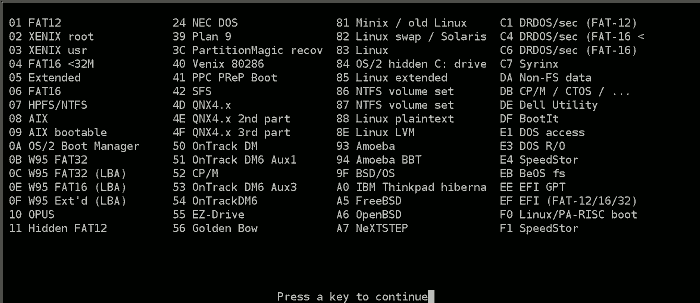 01 FAT12 24 NEC DOS 81 Minix / old Linux C1 DRDOS/sec (FAT-12)
02 XENIX root 39 Plan 9 82 Linux swap / Solaris C4 DRDOS/sec (FAT-16 <
03 XENIX usr 3C PartitionMagic recov 83 Linux C6 DRDOS/sec (FAT-16)
04 FAT16 <32M 40 Venix 80286 84 OS/2 hidden C: drive C7 Syrinx
05 Extended 41 PPC PReP Boot 85 Linux extended DA Non-FS data
06 FAT16 42 SFS 86 NTFS volume set DB CP/M / CTOS / ...
07 HPFS/NTFS 4D QNX4.x 87 NTFS volume set DE Dell Utility
08 AIX 4E QNX4.x 2nd part 88 Linux plaintext DF BootIt
09 AIX bootable 4F QNX4.x 3rd part 8E Linux LVM E1 DOS access
0A OS/2 Boot Manager 50 OnTrack DM 93 Amoeba E3 DOS R/O
0B W95 FAT32 51 OnTrack DM6 Aux1 94 Amoeba BBT E4 SpeedStor
0C W95 FAT32 (LBA) 52 CP/M 9F BSD/OS EB BeOS fs
0E W95 FAT16 (LBA) 53 OnTrack DM6 Aux3 A0 IBM Thinkpad hiberna EE EFI GPT
0F W95 Ext'd (LBA) 54 OnTrackDM6 A5 FreeBSD EF EFI (FAT-12/16/32)
10 OPUS 55 EZ-Drive A6 OpenBSD F0 Linux/PA-RISC boot
11 Hidden FAT12 56 Golden Bow A7 NeXTSTEP F1 SpeedStor
Press a key to continue